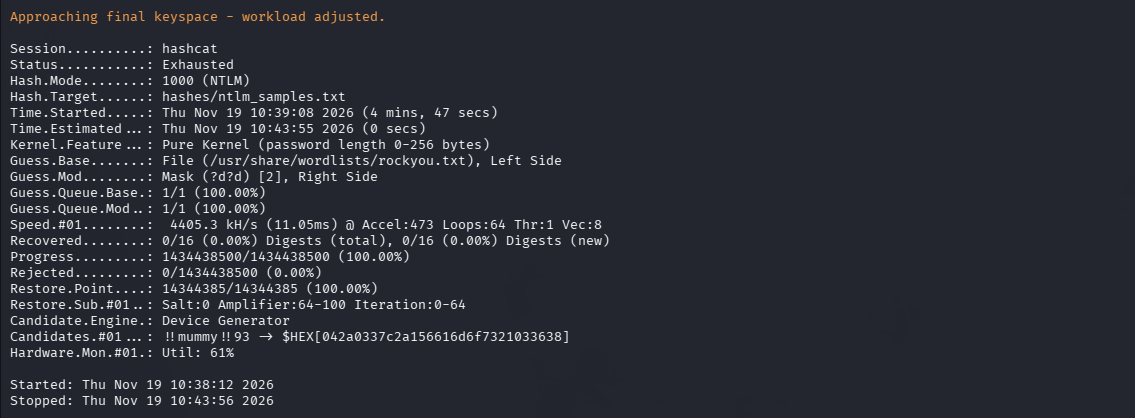 Approaching final keyspace - workload adjusted.
Session..........: hashcat
Status...........: Exhausted
Hash.Mode........: 1000 (NTLM)
Hash.Target......: hashes/ntlm_samples.txt
Time.Started.....: Thu Nov 19 10:39:08 2026 (4 mins, 47 secs)
Time.Estimated...: Thu Nov 19 10:43:55 2026 (0 secs)
Kernel.Feature...: Pure Kernel (password length 0-256 bytes)
Guess.Base.......: File (/usr/share/wordlists/rockyou.txt), Left Side
Guess.Mod........: Mask (?d?d) [2], Right Side
Guess.Queue.Base.: 1/1 (100.00%)
Guess.Queue.Mod..: 1/1 (100.00%)
Speed.#01........:  4405.3 kH/s (11.05ms) @ Accel:473 Loops:64 Thr:1 Vec:8
Recovered........: 0/16 (0.00%) Digests (total), 0/16 (0.00%) Digests (new)
Progress.........: 1434438500/1434438500 (100.00%)
Rejected.........: 0/1434438500 (0.00%)
Restore.Point....: 14344385/14344385 (100.00%)
Restore.Sub.#01..: Salt:0 Amplifier:64-100 Iteration:0-64
Candidate.Engine.: Device Generator
Candidates.#01...: !!mummy!!93 -> $HEX[042a0337c2a156616d6f7321033638]
Hardware.Mon.#01.: Util: 61%
Started: Thu Nov 19 10:38:12 2026
Stopped: Thu Nov 19 10:43:56 2026